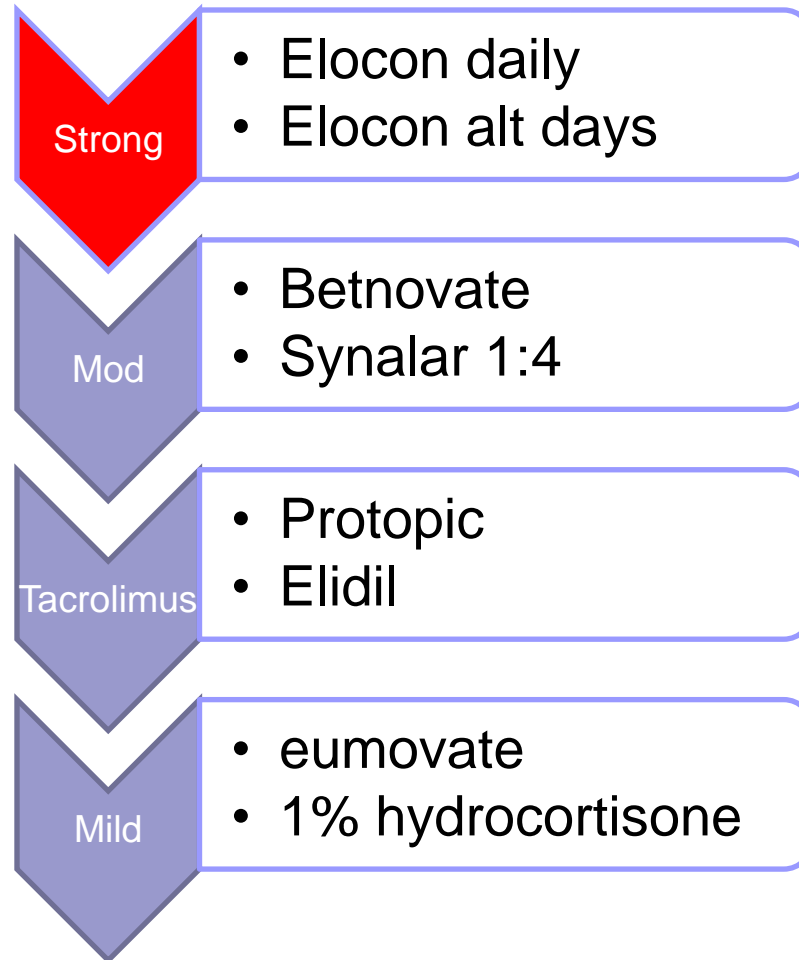 Strong
• Elocon daily
• Elocon alt days
Mod
• Betnovate
• Synalar 1:4
Tacrolimus
• Protopic
• Elidil
Mild
• eumovate
• 1% hydrocortisone